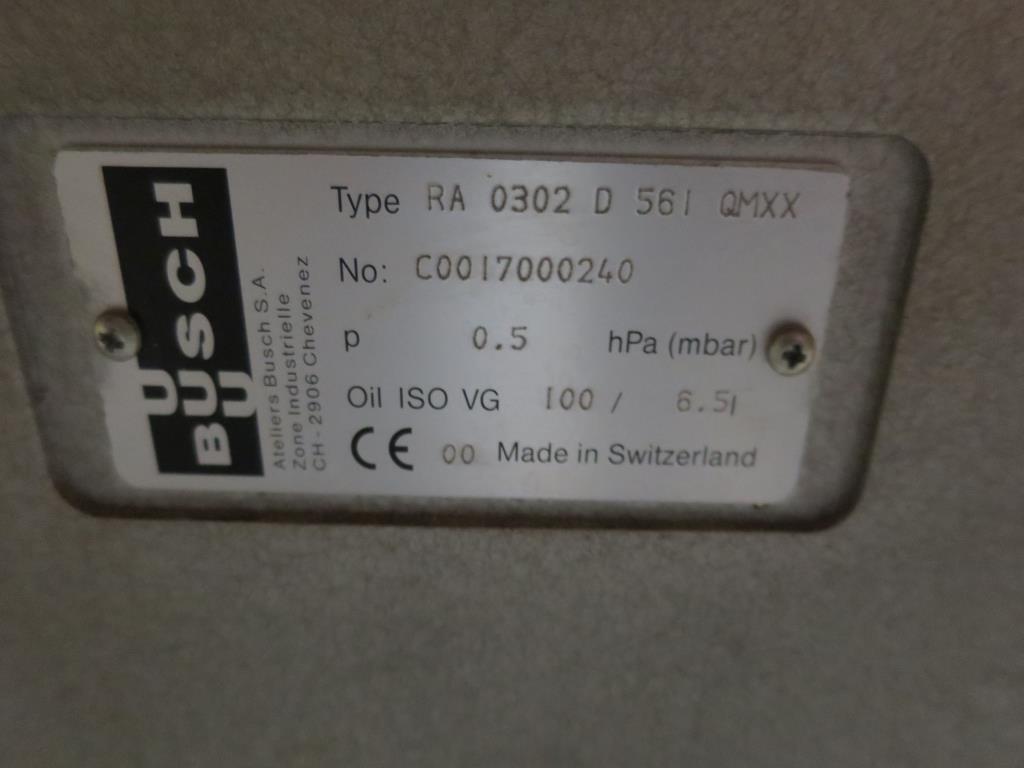 U
BUSCH
U
Ateliers Busch S.A.
Zone Industrielle
CH - 2906 Chevenez
Type RA 0302 D 561 QMXX
No: C0017000240
p 0.5 hPa (mbar)
Oil ISO VG 100 / 6.5l
CE 00 Made in Switzerland